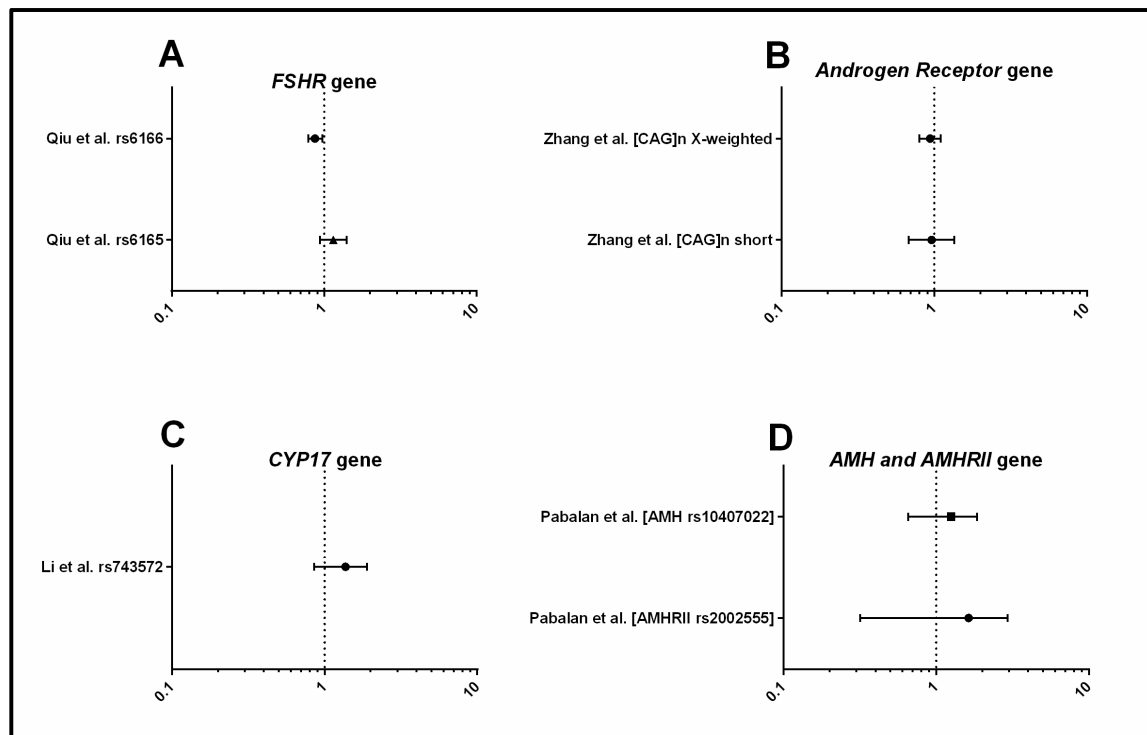 A
FSHR gene
Qiu et al. rs6166
Qiu et al. rs6165
0.1
1
10
B
Androgen Receptor gene
Zhang et al. [CAG]n X-weighted
Zhang et al. [CAG]n short
0.1
1
10
C
CYP17 gene
Li et al. rs743572
0.1
1
10
D
AMH and AMHRII gene
Pabalan et al. [AMH rs10407022]
Pabalan et al. [AMHRII rs2002555]
0.1
1
10